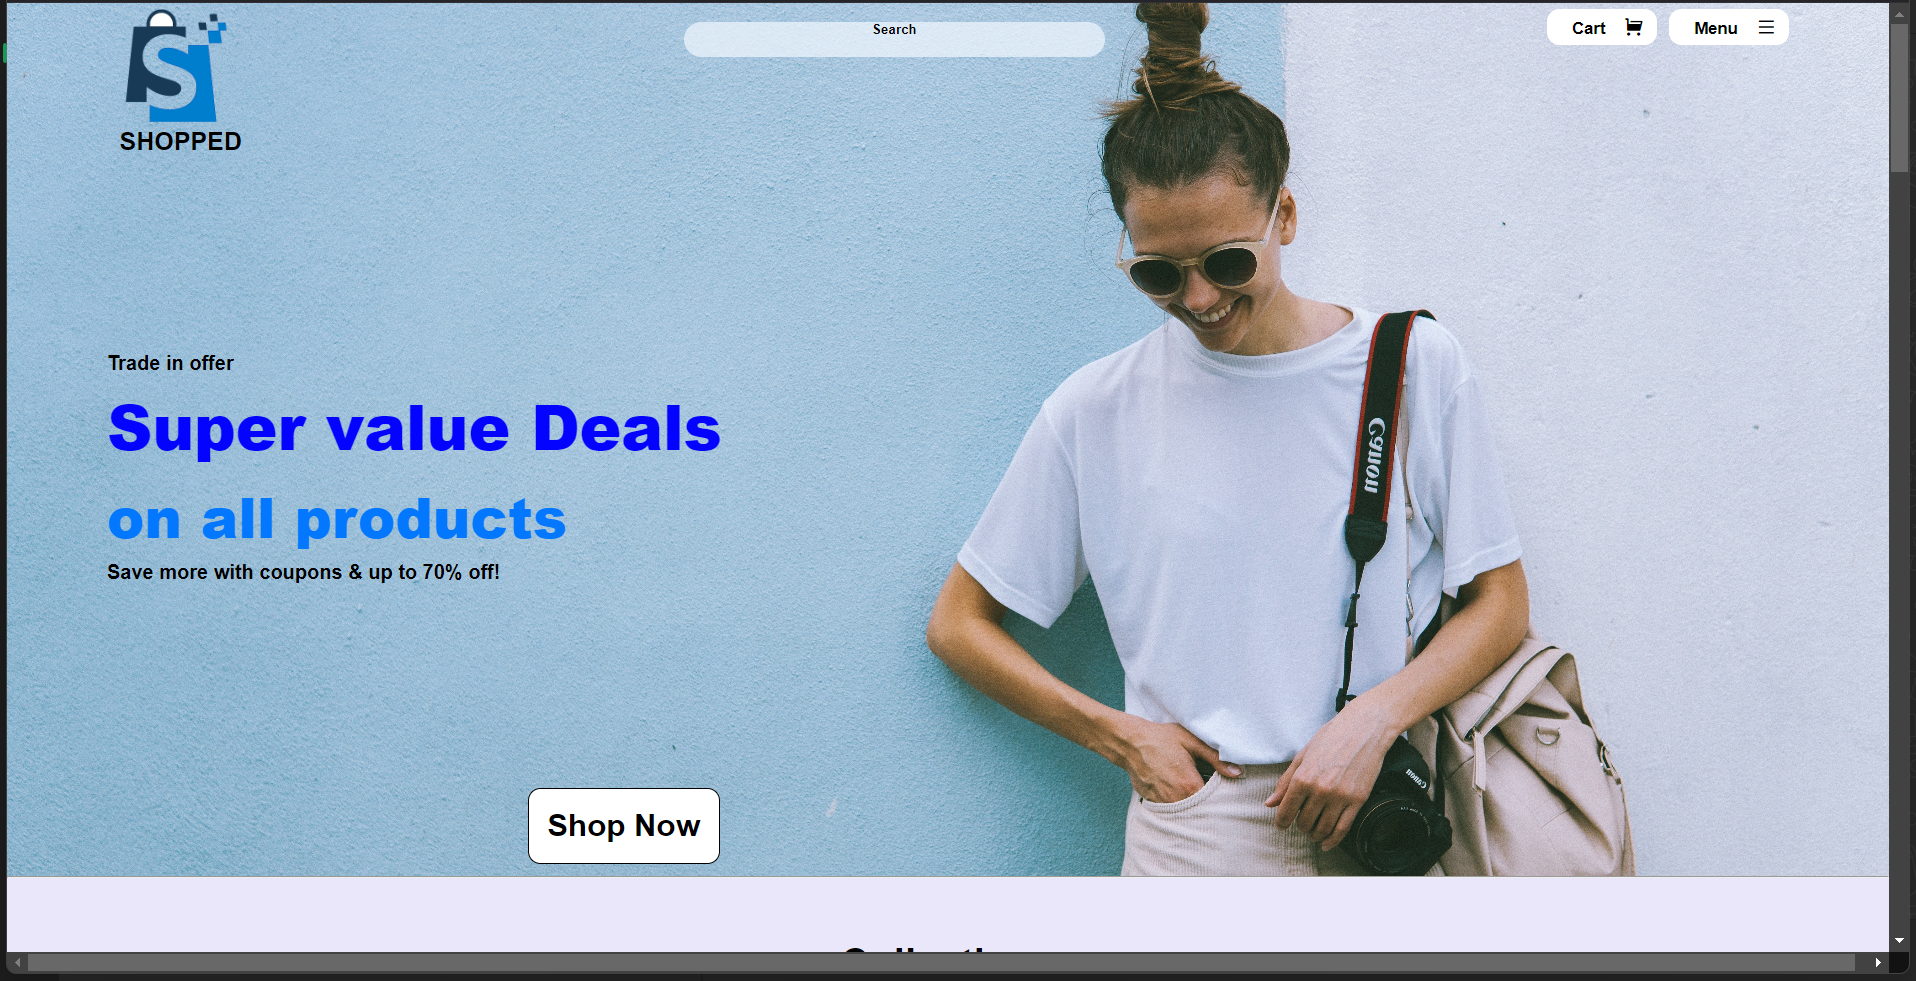 Search
Cart
Menu
S
SHOPPED
Trade in offer
Super value Deals
on all products
Save more with coupons & up to 70% off!
Canon
Canon
Shop Now